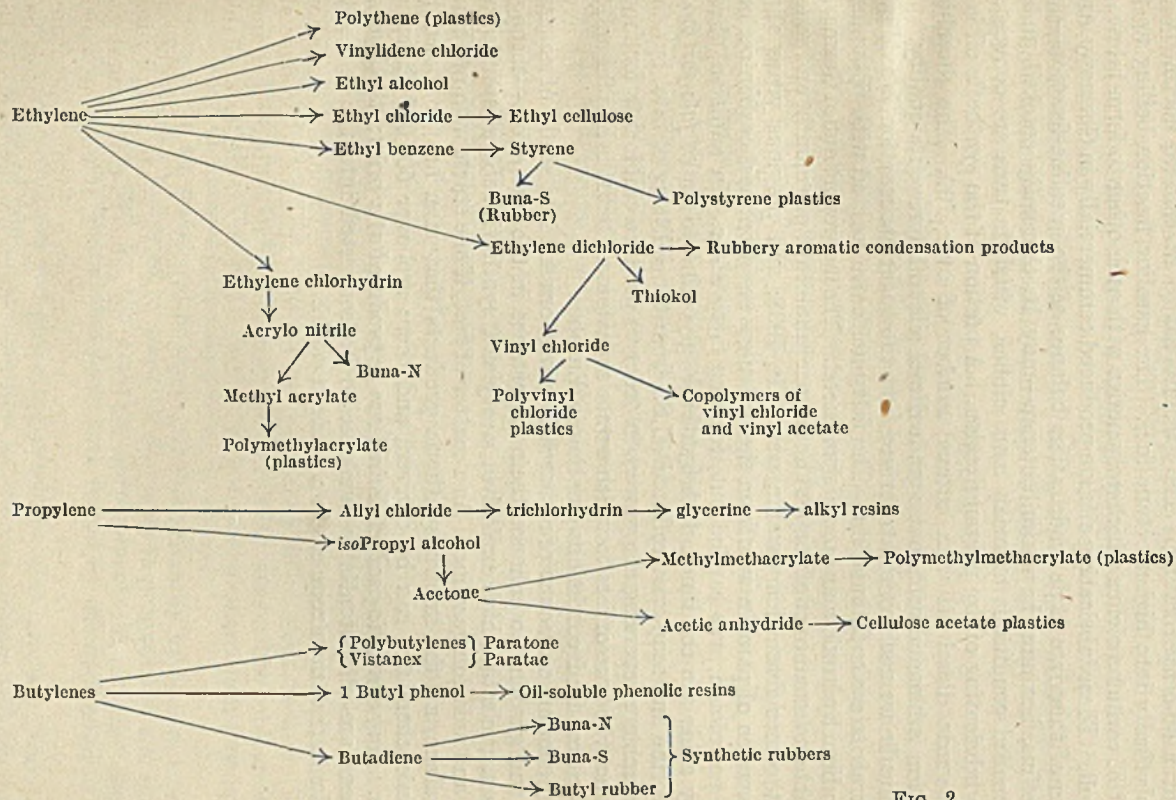 Polythene (plastics)
Vinylidene chloride
Ethyl alcohol
Ethylene
Ethyl chloride
Ethyl cellulose
Ethyl benzene
Styrene
Buna-S
(Rubber)
Polystyrene plastics
Ethylene dichloride
Rubbery aromatic condensation products
Ethylene chlorhydrin
Thiokol
Acrylo nitrile
Vinyl chloride
Buna-N
Methyl acrylate
Polyvinyl
chloride
plastics
Copolymers of
vinyl chloride
and vinyl acetate
Polymethylacrylate
(plastics)
Propylene
Allyl chloride
trichlorhydrin
glycerine
alkyl resins
isoPropyl alcohol
Methylmethacrylate
Polymethylmethacrylate (plastics)
Acetone
Acetic anhydride
Cellulose acetate plastics
{Polybutylenes} Paratone
{Vistanex } Paratac
Butylenes
1 Butyl phenol
Oil-soluble phenolic resins
Buna-N
Butadiene
Buna-S
Synthetic rubbers
Butyl rubber
FIG. 2